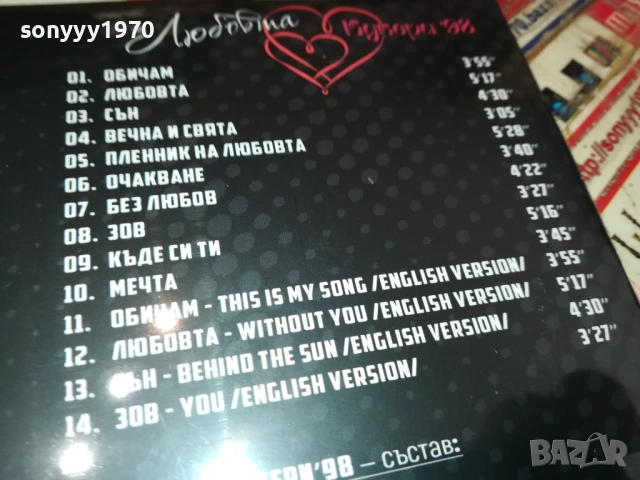 sonyyy1970
Любовта
Кукери '98
01. ОБИЧАМ 3'55"
02. ЛЮБОВТА 5'17"
03. СЪН 4'30"
04. ВЕЧНА И СВЯТА 3'05"
05. ПЛЕННИК НА ЛЮБОВТА 5'28"
06. ОЧАКВАНЕ 3'40"
07. БЕЗ ЛЮБОВ 4'22"
08. ЗОВ 3'27"
09. КЪДЕ СИ ТИ 5'16"
10. МЕЧТА 3'45"
11. ОБИЧАМ - THIS IS MY SONG /ENGLISH VERSION/ 3'55"
12. ЛЮБОВТА - WITHOUT YOU /ENGLISH VERSION/ 5'17"
13. СЪН - BEHIND THE SUN /ENGLISH VERSION/ 4'30"
14. ЗОВ - YOU /ENGLISH VERSION/ 3'27"
'98 – състав:
BAZAR